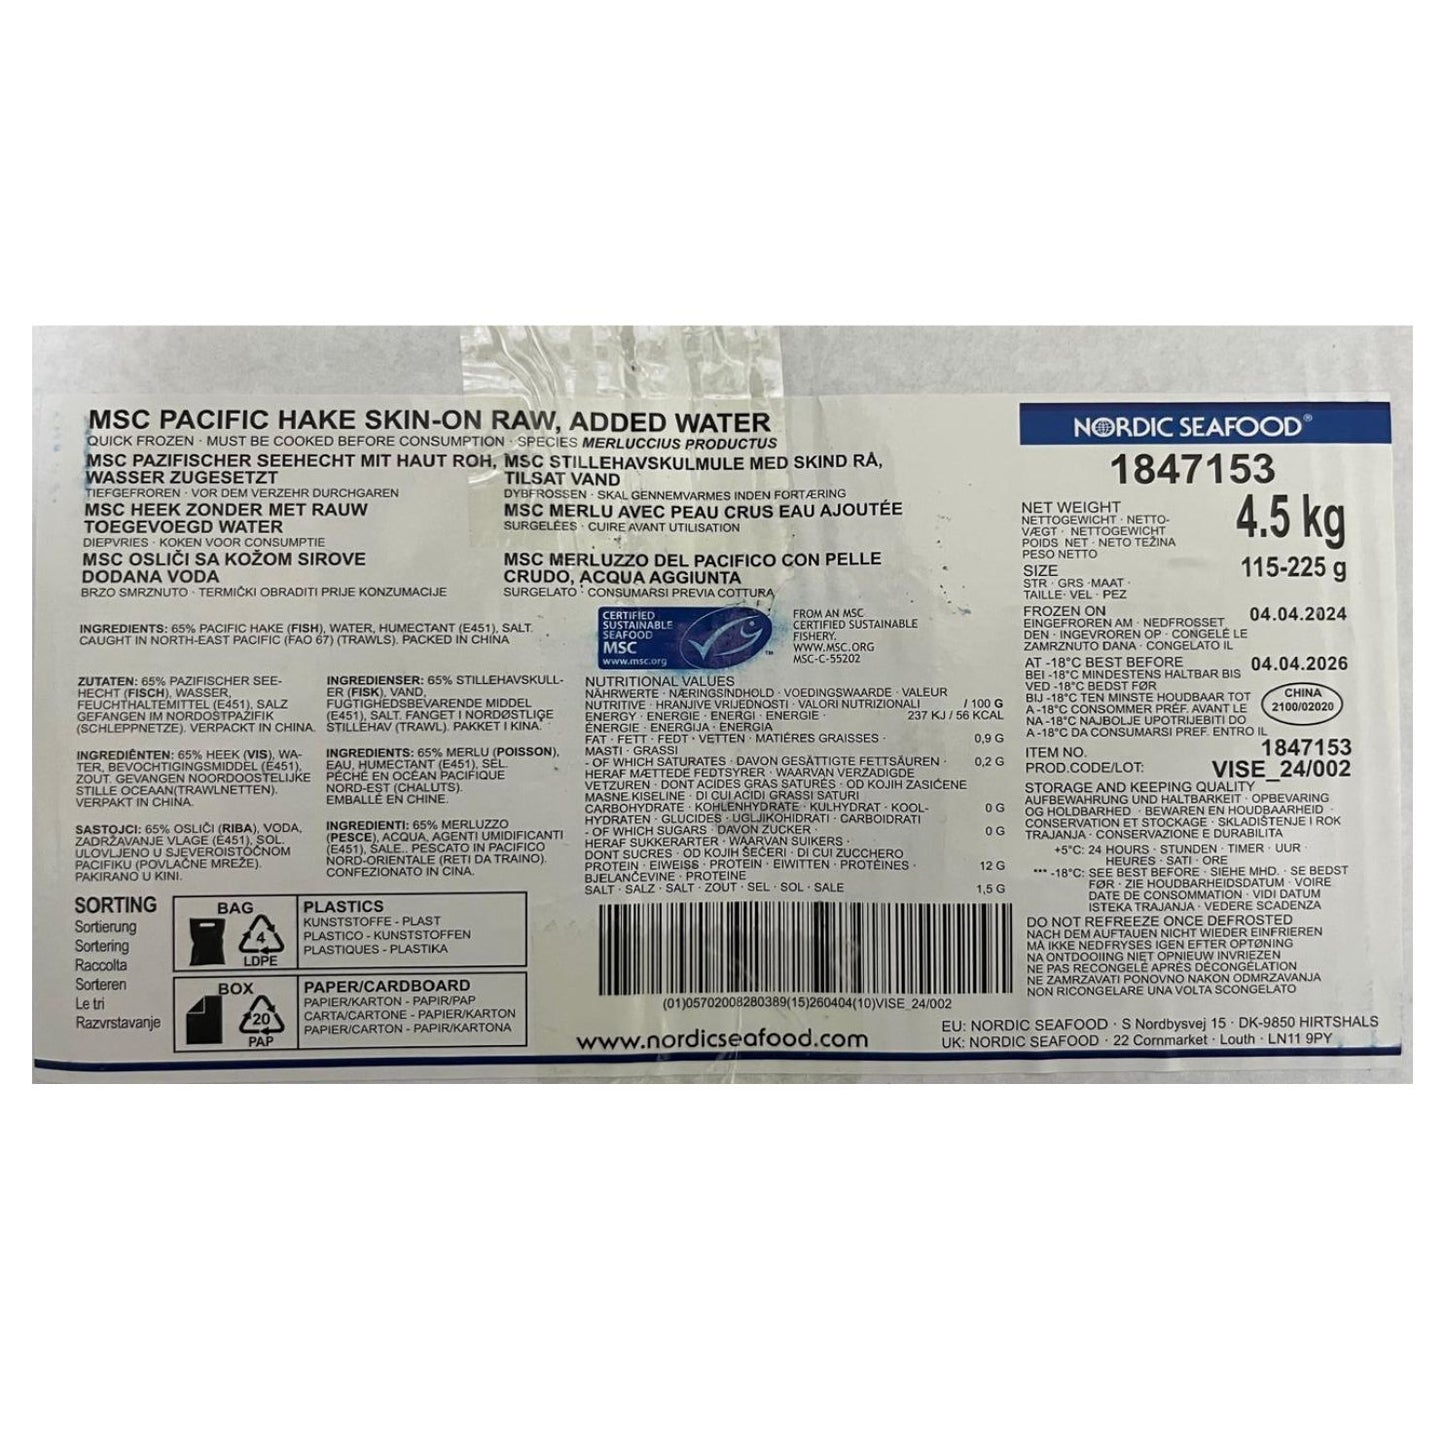 MSC PACIFIC HAKE SKIN-ON RAW, ADDED WATER
QUICK FROZEN · MUST BE COOKED BEFORE CONSUMPTION · SPECIES MERLUCCIUS PRODUCTUS
MSC PAZIFISCHER SEEHECHT MIT HAUT ROH,
WASSER ZUGESETZT
TIEFGEFROREN · VOR DEM VERZEHR DURCHGAREN
MSC HEEK ZONDER MET RAUW
TOEGEVOEGD WATER
DIEPVRIES · KOKEN VOOR CONSUMPTIE
MSC OSLIČI SA KOŽOM SIROVE
DODANA VODA
BRZO SMRZNUTO · TERMIČKI OBRADITI PRIJE KONZUMACIJE
MSC STILLEHAVSKULMULE MED SKIND RÅ,
TILSAT VAND
DYBFROSSEN · SKAL GENNEMVARMES INDEN FORTÆRING
MSC MERLU AVEC PEAU CRUS EAU AJOUTÉE
SURGELÉES · CUIRE AVANT UTILISATION
MSC MERLUZZO DEL PACIFICO CON PELLE
CRUDO, ACQUA AGGIUNTA
SURGELATO · CONSUMARSI PREVIA COTTURA
INGREDIENTS: 65% PACIFIC HAKE (FISH), WATER, HUMECTANT (E451), SALT.
CAUGHT IN NORTH-EAST PACIFIC (FAO 67) (TRAWLS). PACKED IN CHINA
ZUTATEN: 65% PAZIFISCHER SEE-
HECHT (FISCH), WASSER,
FEUCHTHALTEMITTEL (E451), SALZ
GEFANGEN IM NORDOSTPAZIFIK
(SCHLEPPNETZE). VERPACKT IN CHINA.
INGREDIËNTEN: 65% HEEK (VIS), WA-
TER, BEVOCHTIGINGSMIDDEL (E451),
ZOUT. GEVANGEN NOORDOOSTELIJKE
STILLE OCEAAN(TRAWLNETTEN).
VERPAKT IN CHINA.
SASTOJCI: 65% OSLIČI (RIBA), VODA,
ZADRŽAVANJE VLAGE (E451), SOL.
ULOVLJENO U SJEVEROISTOČNOM
PACIFIKU (POVLAČNE MREŽE).
PAKIRANO U KINI.
INGREDIENSER: 65% STILLEHAVSKULL-
ER (FISK), VAND,
FUGTIGHEDSBEVARENDE MIDDEL
(E451), SALT. FANGET I NORDØSTLIGE
STILLEHAV (TRAWL). PAKKET I KINA.
INGREDIENTS: 65% MERLU (POISSON),
EAU, HUMECTANT (E451), SEL.
PÊCHÉ EN OCÉAN PACIFIQUE
NORD-EST (CHALUTS).
EMBALLÉ EN CHINE.
INGREDIENTI: 65% MERLUZZO
(PESCE), ACQUA, AGENTI UMIDIFICANTI
(E451), SALE.. PESCATO IN PACIFICO
NORD-ORIENTALE (RETI DA TRAINO).
CONFEZIONATO IN CINA.
SORTING
Sortierung
Sortering
Raccolta
Sorteren
Le tri
Razvrstavanje
BAG
4
LDPE
PLASTICS
KUNSTSTOFFE - PLAST
PLASTICO - KUNSTSTOFFEN
PLASTIQUES - PLASTIKA
BOX
20
PAP
PAPER/CARDBOARD
PAPIER/KARTON - PAPIR/PAP
CARTA/CARTONE - PAPIER/KARTON
PAPIER/CARTON - PAPIR/KARTONA
CERTIFIED
SUSTAINABLE
SEAFOOD
MSC
www.msc.org
TM
FROM AN MSC
CERTIFIED SUSTAINABLE
FISHERY.
WWW.MSC.ORG
MSC-C-55202
NUTRITIONAL VALUES
NÄHRWERTE · NÆRINGSINDHOLD · VOEDINGSWAARDE · VALEUR
NUTRITIVE · HRANJIVE VRIJEDNOSTI · VALORI NUTRIZIONALI / 100 G
ENERGY · ENERGIE · ENERGI · ENERGIE · 237 KJ / 56 KCAL
ÉNERGIE · ENERGIJA · ENERGIA
FAT · FETT · FEDT · VETTEN · MATIÈRES GRAISSES · 0,9 G
MASTI · GRASSI
- OF WHICH SATURATES · DAVON GESÄTTIGTE FETTSÄUREN · 0,2 G
HERAF MÆTTEDE FEDTSYRER · WAARVAN VERZADIGDE
VETZUREN · DONT ACIDES GRAS SATURÉS · OD KOJIH ZASIĆENE
MASNE KISELINE · DI CUI ACIDI GRASSI SATURI
CARBOHYDRATE · KOHLENHYDRATE · KULHYDRAT · KOOL- 0 G
HYDRATEN · GLUCIDES · UGLJIKOHIDRATI · CARBOIDRATI
- OF WHICH SUGARS · DAVON ZUCKER · 0 G
HERAF SUKKERARTER · WAARVAN SUIKERS ·
DONT SUCRES · OD KOJIH ŠEĆERI · DI CUI ZUCCHERO
PROTEIN · EIWEISS · PROTEIN · EIWITTEN · PROTÉINES · 12 G
BJELANČEVINE · PROTEINE
SALT · SALZ · SALT · ZOUT · SEL · SOL · SALE 1,5 G
(01)05702008280389(15)260404(10)VISE_24/002
www.nordicseafood.com
NORDIC SEAFOOD®
1847153
NET WEIGHT 4.5 kg
NETTOGEWICHT · NETTO-
VÆGT · NETTOGEWICHT
POIDS NET · NETO TEŽINA
PESO NETTO
SIZE 115-225 g
STR · GRS · MAAT ·
TAILLE · VEL · PEZ
FROZEN ON 04.04.2024
EINGEFROREN AM · NEDFROSSET
DEN · INGEVROREN OP · CONGELÉ LE
ZAMRZNUTO DANA · CONGELATO IL
AT -18°C BEST BEFORE 04.04.2026
BEI -18°C MINDESTENS HALTBAR BIS
VED -18°C BEDST FØR
BIJ -18°C TEN MINSTE HOUDBAAR TOT
A -18°C CONSOMMER PRÉF. AVANT LE
NA -18°C NAJBOLJE UPOTRIJEBITI DO
A -18°C DA CONSUMARSI PREF. ENTRO IL
CHINA
2100/02020
ITEM NO. 1847153
PROD.CODE/LOT: VISE_24/002
STORAGE AND KEEPING QUALITY
AUFBEWAHRUNG UND HALTBARKEIT · OPBEVARING
OG HOLDBARHED · BEWAREN EN HOUDBAARHEID ·
CONSERVATION ET STOCKAGE · SKLADIŠTENJE I ROK
TRAJANJA · CONSERVAZIONE E DURABILITA
+5°C: 24 HOURS · STUNDEN · TIMER · UUR ·
HEURES · SATI · ORE
*** -18°C: SEE BEST BEFORE · SIEHE MHD. · SE BEDST
FØR · ZIE HOUDBARHEIDSDATUM · VOIRE
DATE DE CONSOMMATION · VIDI DATUM
ISTEKA TRAJANJA · VEDERE SCADENZA
DO NOT REFREEZE ONCE DEFROSTED
NACH DEM AUFTAUEN NICHT WIEDER EINFRIEREN
MÅ IKKE NEDFRYSES IGEN EFTER OPTØNING
NA ONTDOOIING NIET OPNIEUW INVRIEZEN
NE PAS RECONGELÉ APRÈS DÉCONGÉLATION
NE ZAMRZAVATI PONOVNO NAKON ODMRZAVANJA
NON RICONGELARE UNA VOLTA SCONGELATO
EU: NORDIC SEAFOOD · S Nordbysvej 15 · DK-9850 HIRTSHALS
UK: NORDIC SEAFOOD · 22 Cornmarket · Louth · LN11 9PY